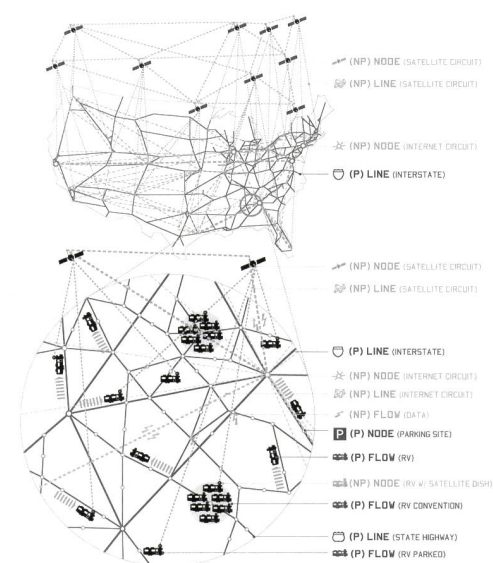 (NP) NODE (SATELLITE CIRCUIT)
(NP) LINE (SATELLITE CIRCUIT)
(NP) NODE (INTERNET CIRCUIT)
(P) LINE (INTERSTATE)
(NP) NODE (SATELLITE CIRCUIT)
(NP) LINE (SATELLITE CIRCUIT)
(P) LINE (INTERSTATE)
(NP) NODE (INTERNET CIRCUIT)
(NP) LINE (INTERNET CIRCUIT)
(NP) FLOW (DATA)
P (P) NODE (PARKING SITE)
(P) FLOW (RV)
(NP) NODE (RV W/ SATELLITE DISH)
(P) FLOW (RV CONVENTION)
(P) LINE (STATE HIGHWAY)
(P) FLOW (RV PARKED)